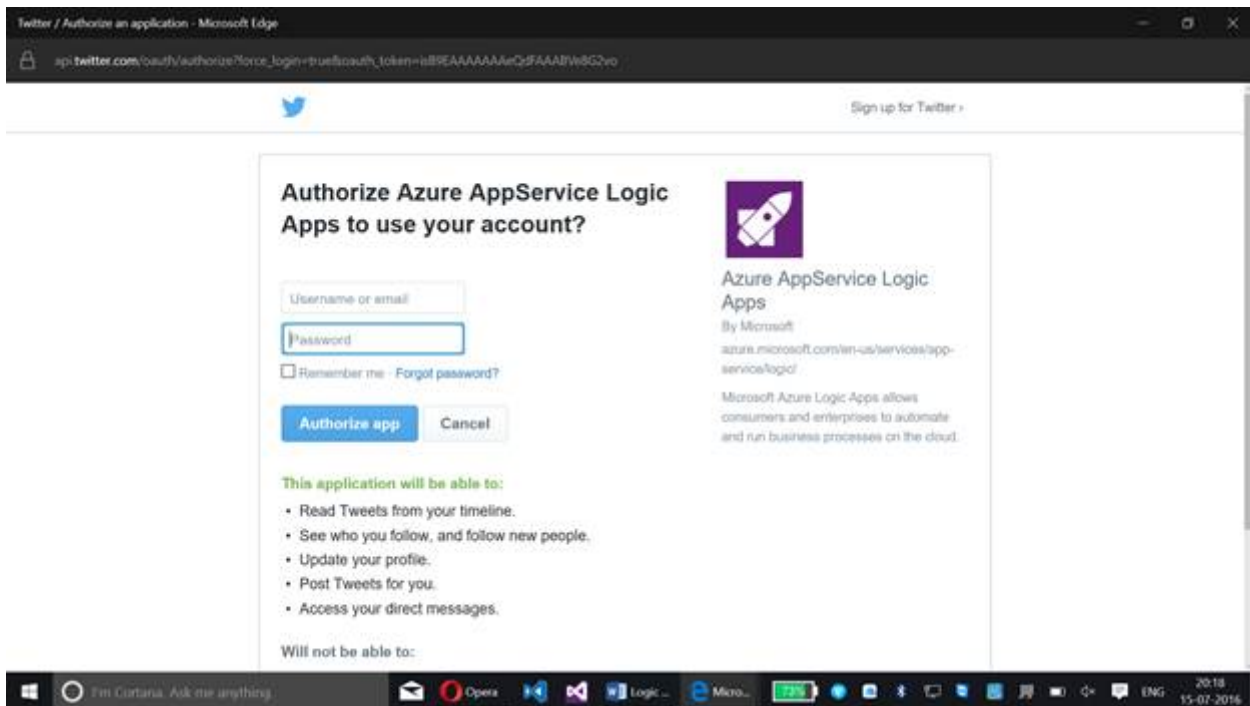 Twitter / Authorize an application - Microsoft Edge
Sign up for Twitter ›
Authorize Azure AppService Logic
Apps to use your account?
Username or email
Password
Remember me · Forgot password?
Authorize app
Cancel
This application will be able to:
• Read Tweets from your timeline.
• See who you follow, and follow new people.
• Update your profile.
• Post Tweets for you.
• Access your direct messages.
Will not be able to:
Azure AppService Logic
Apps
By Microsoft
azure.microsoft.com/en-us/services/app-
service/logic/
Microsoft Azure Logic Apps allows
consumers and enterprises to automate
and run business processes on the cloud.
I'm Cortana. Ask me anything.
Opera
Logic ...
Micro...
73%
ENG
20:18
15-07-2016